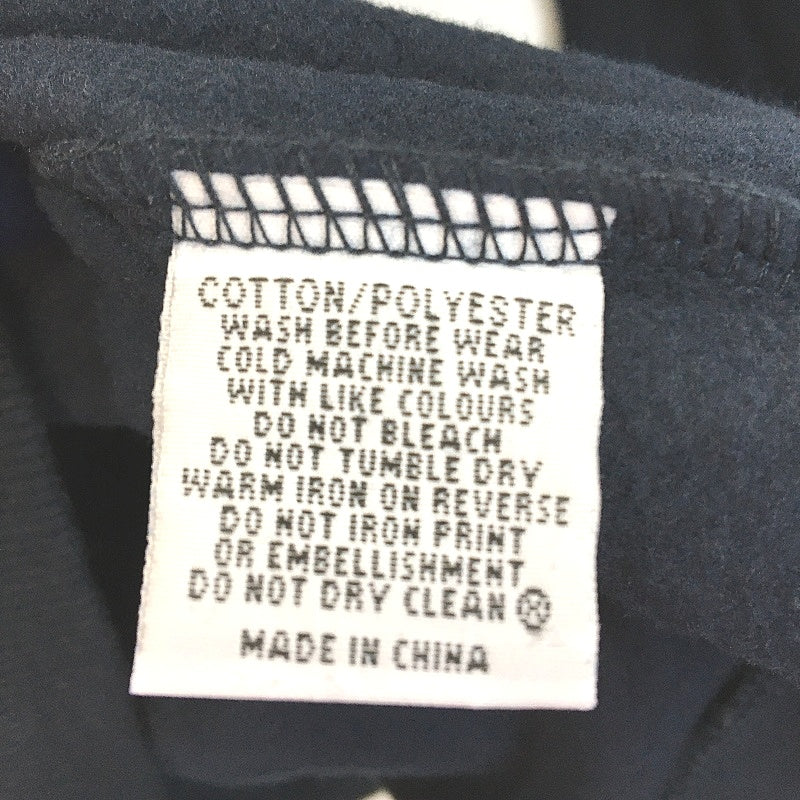 COTTON/POLYESTER
WASH BEFORE WEAR
COLD MACHINE WASH
WITH LIKE COLOURS
DO NOT BLEACH
DO NOT TUMBLE DRY
WARM IRON ON REVERSE
DO NOT IRON PRINT
OR EMBELLISHMENT
DO NOT DRY CLEAN Ⓧ
MADE IN CHINA